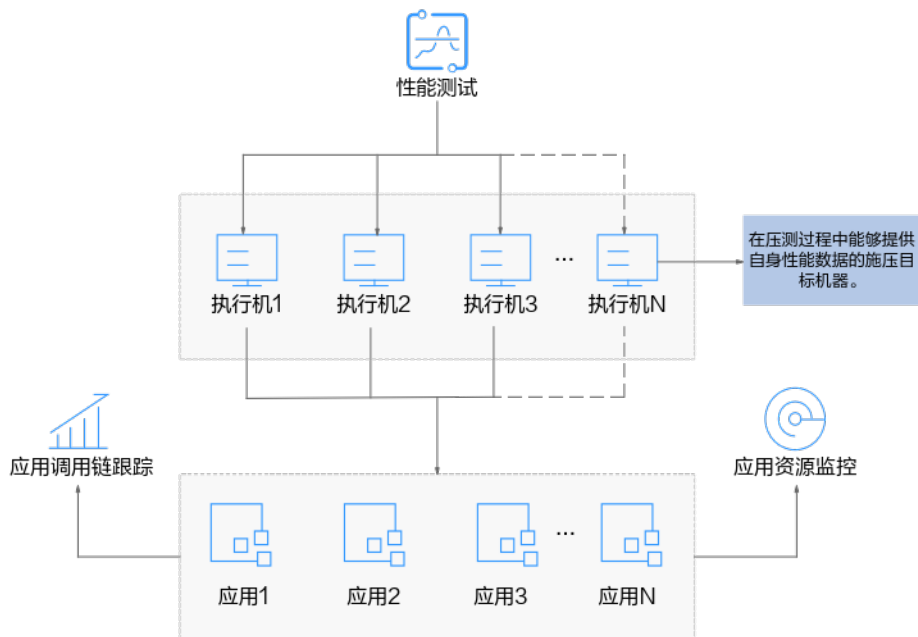 性能测试
在压测过程中能够提供
自身性能数据的施压目
标机器。
...
执行机1
执行机2
执行机3
执行机N
应用调用链跟踪
应用资源监控
...
应用1
应用2
应用3
应用N